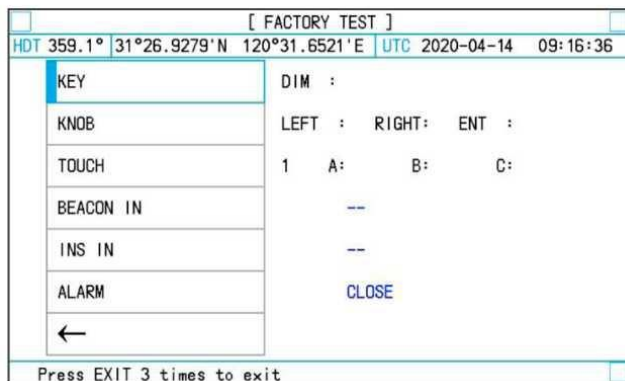 [ FACTORY TEST ]
HDT 359.1° 31°26.9279'N 120°31.6521'E UTC 2020-04-14 09:16:36
KEY DIM :
KNOB LEFT : RIGHT: ENT :
TOUCH 1 A: B: C:
BEACON IN --
INS IN --
ALARM CLOSE
←
Press EXIT 3 times to exit